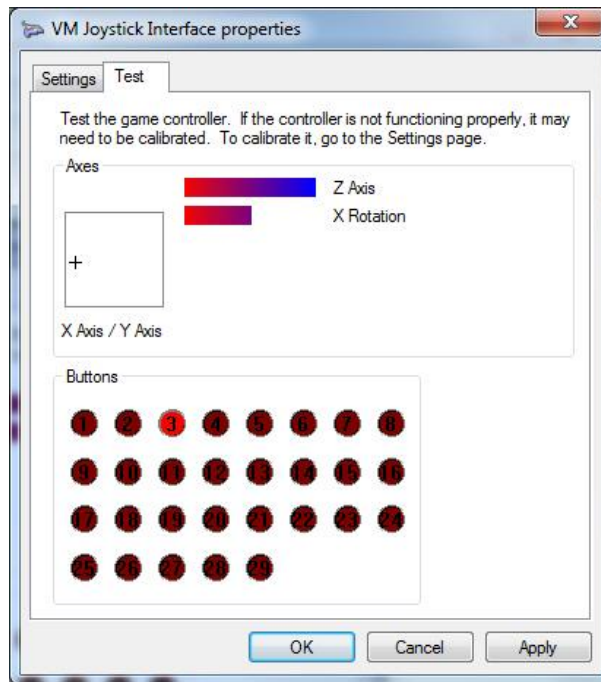 VM Joystick Interface properties
Settings Test
Test the game controller. If the controller is not functioning properly, it may
need to be calibrated. To calibrate it, go to the Settings page.
Axes
Z Axis
X Rotation
X Axis / Y Axis
Buttons
1 2 3 4 5 6 7 8
9 10 11 12 13 14 15 16
17 18 19 20 21 22 23 24
25 26 27 28 29
OK Cancel Apply